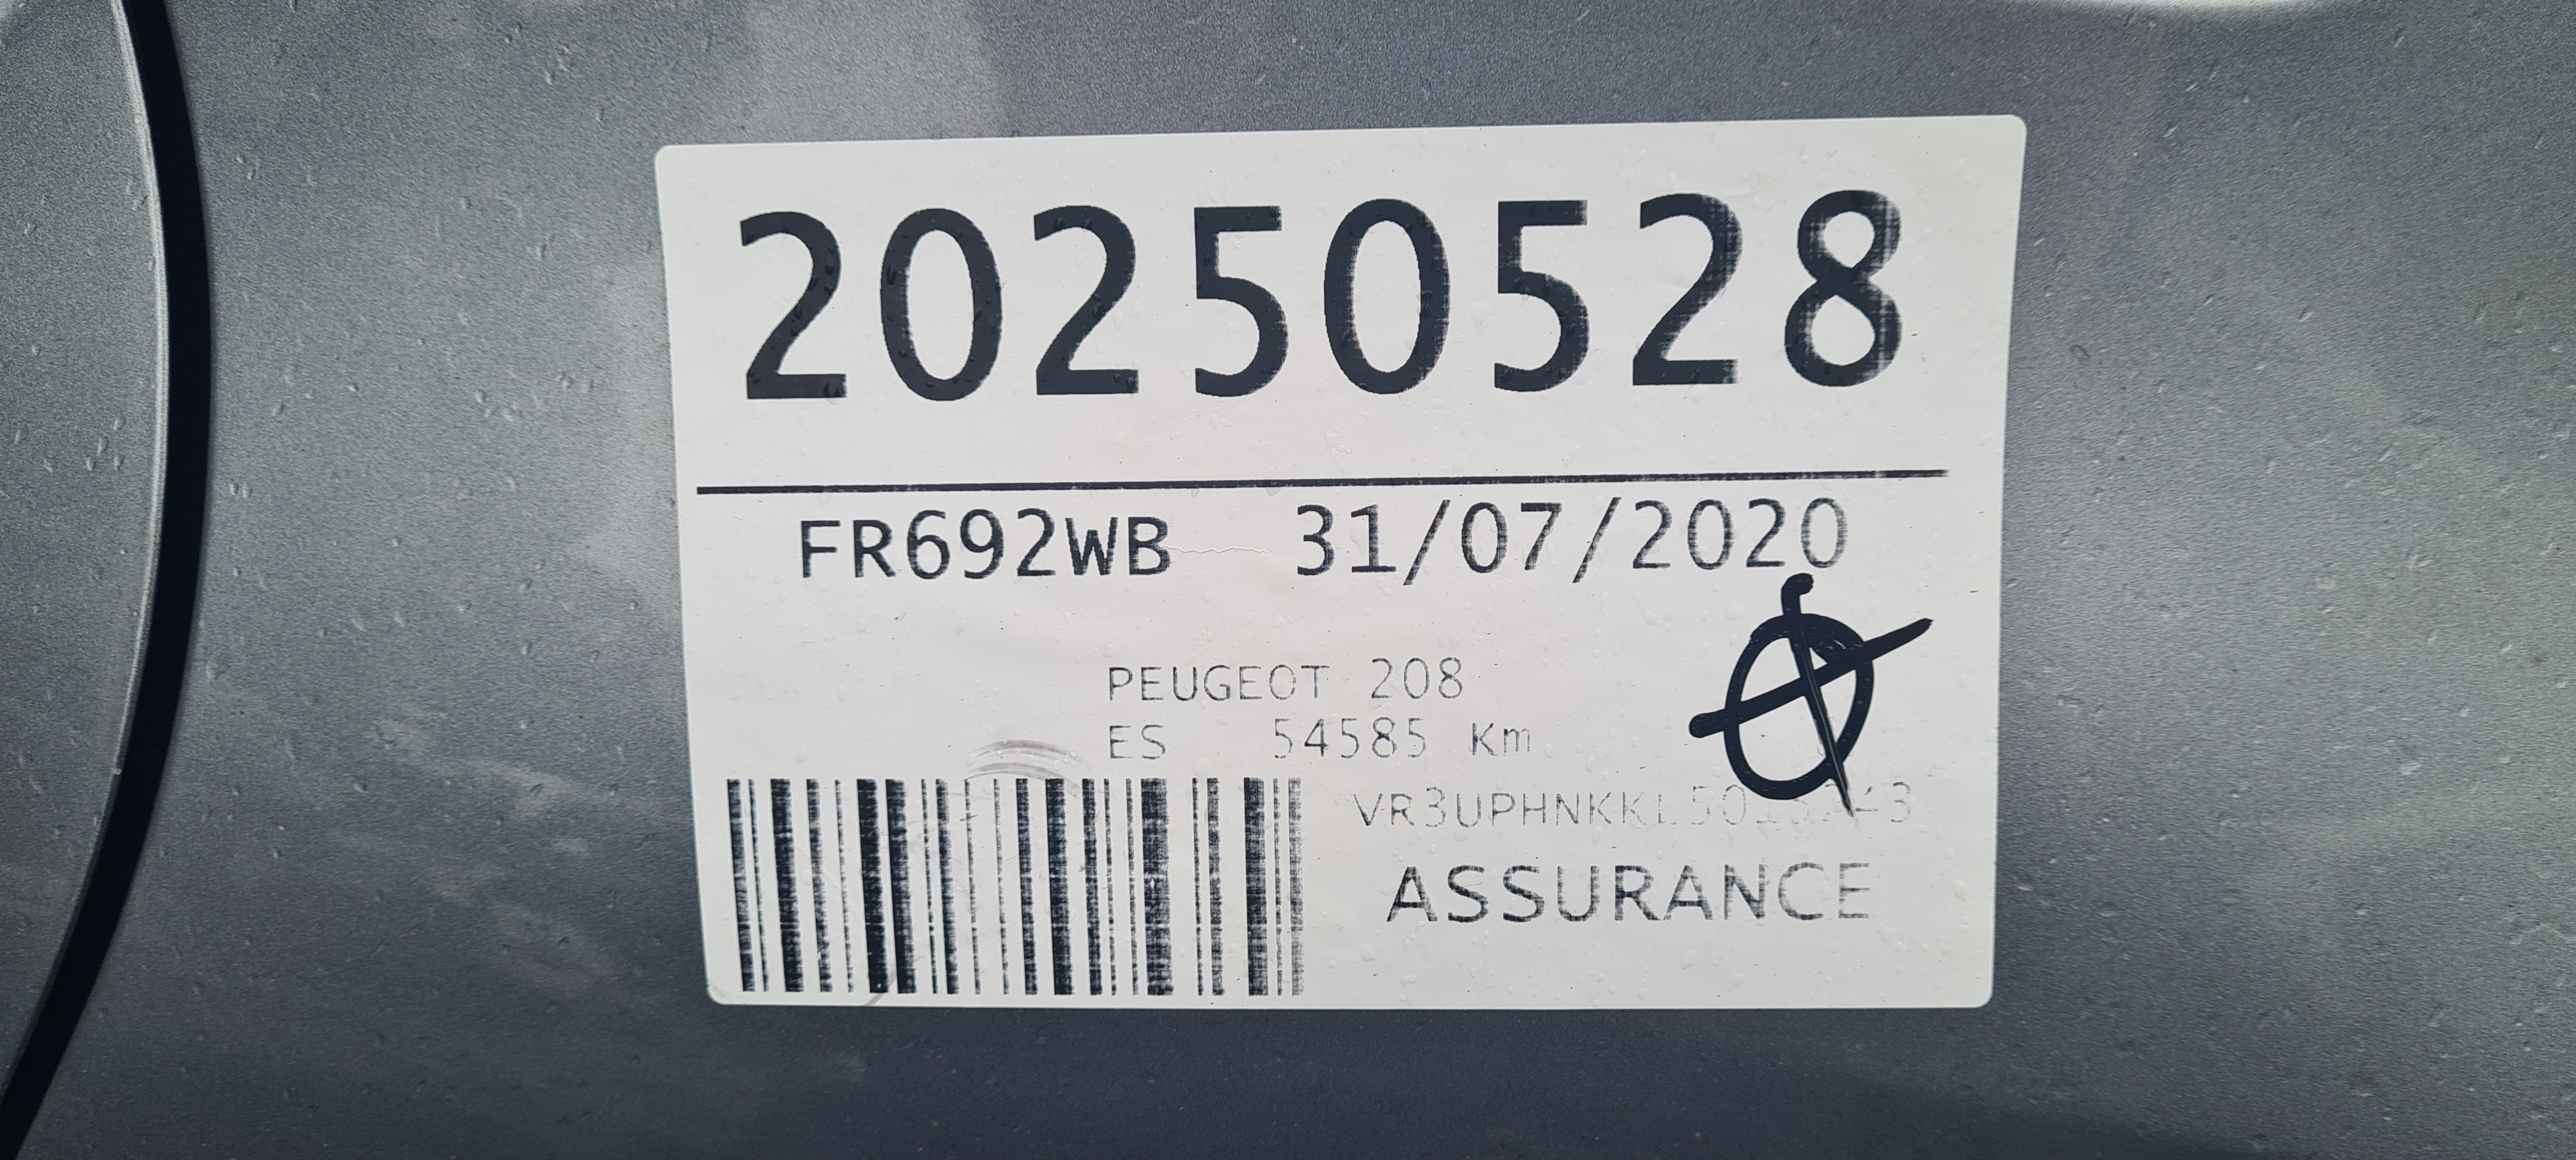 20250528
FR692WB 31/07/2020
PEUGEOT 208
ES 54585 Km
ASSURANCE